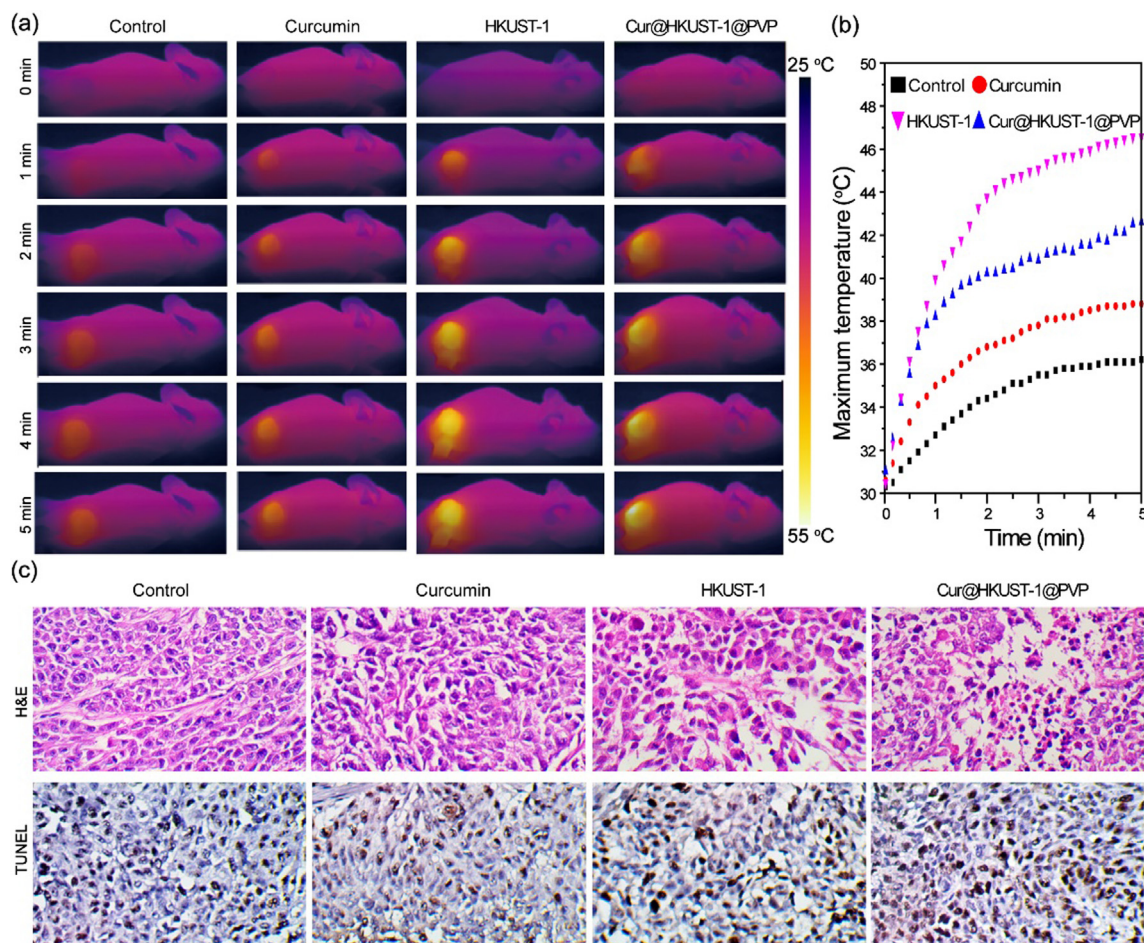 (a)
Control
Curcumin
HKUST-1
Cur@HKUST-1@PVP
0 min
1 min
2 min
3 min
4 min
5 min
25 °C
55 °C
(b)
Control
Curcumin
HKUST-1
Cur@HKUST-1@PVP
Maximum temperature (°C)
50
48
46
44
42
40
38
36
34
32
31
30
0
1
2
3
4
5
Time (min)
(c)
Control
Curcumin
HKUST-1
Cur@HKUST-1@PVP
H&E
TUNEL